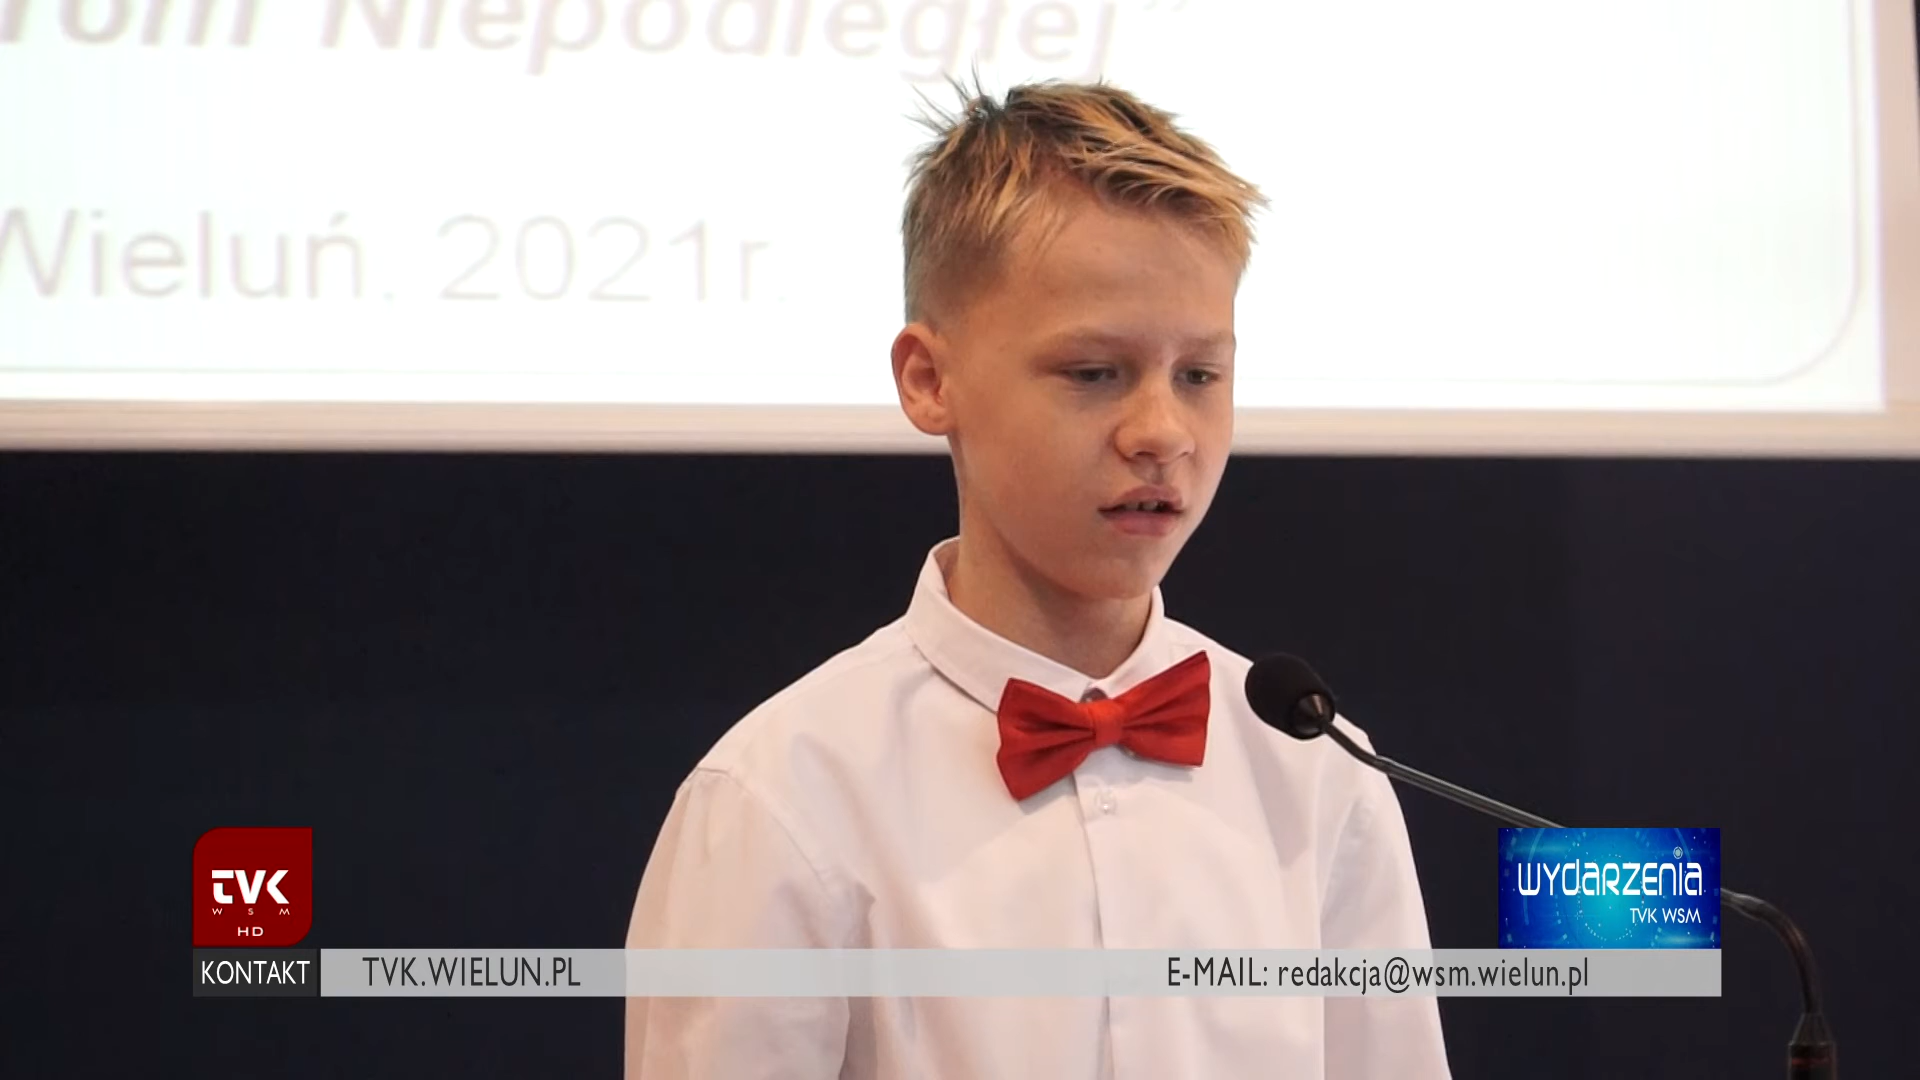 Niepodległej”
Wieluń. 2021r.
TVK
WSM
HD
WYDARZENIA
TVK WSM
KONTAKT TVK.WIELUN.PL E-MAIL: redakcja@wsm.wielun.pl